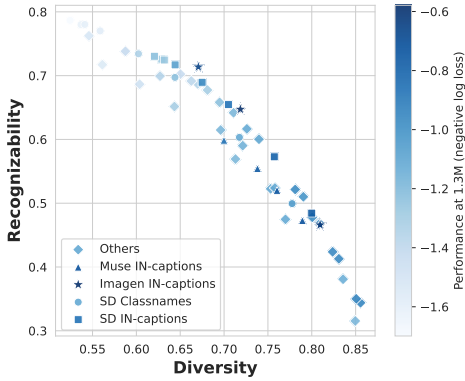 0.8
0.7
0.6
0.5
0.4
0.3
Recognizability
Others
Muse IN-captions
Imagen IN-captions
SD Classnames
SD IN-captions
0.55 0.60 0.65 0.70 0.75 0.80 0.85
Diversity
−0.6
−0.8
−1.0
−1.2
−1.4
−1.6
Performance at 1.3M (negative log loss)